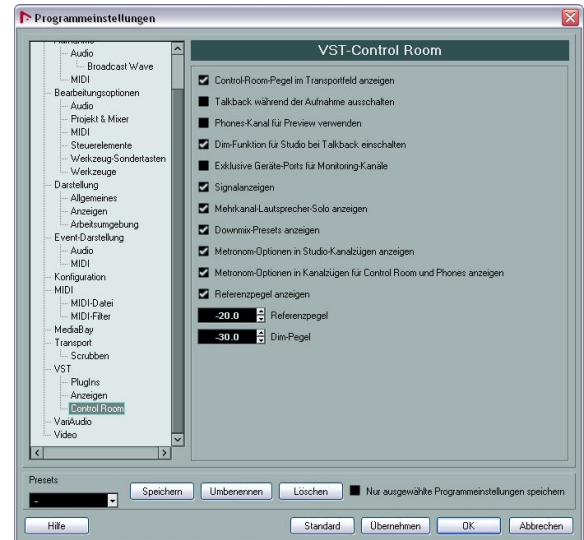 Programmeinstellungen
Audio
Broadcast Wave
MIDI
Bearbeitungsoptionen
Audio
Projekt & Mixer
MIDI
Steuerelemente
Werkzeug-Sondertasten
Werkzeuge
Darstellung
Allgemeines
Anzeigen
Arbeitsumgebung
Event-Darstellung
Audio
MIDI
Konfiguration
MIDI
MIDI-Datei
MIDI-Filter
MediaBay
Transport
Scrubben
VST
PlugIns
Anzeigen
Control Room
VariAudio
Video
VST-Control Room
Control-Room-Pegel im Transportfeld anzeigen
Talkback während der Aufnahme ausschalten
Phones-Kanal für Preview verwenden
Dim-Funktion für Studio bei Talkback einschalten
Exklusive Geräte-Ports für Monitoring-Kanäle
Signalanzeigen
Mehrkanal-Lautsprecher-Solo anzeigen
Downmix-Presets anzeigen
Metronom-Optionen in Studio-Kanalzügen anzeigen
Metronom-Optionen in Kanalzügen für Control Room und Phones anzeigen
Referenzpegel anzeigen
-20.0 Referenzpegel
-30.0 Dim-Pegel
Presets
-
Speichern Umbenennen Löschen Nur ausgewählte Programmeinstellungen speichern
Hilfe Standard Übernehmen OK Abbrechen